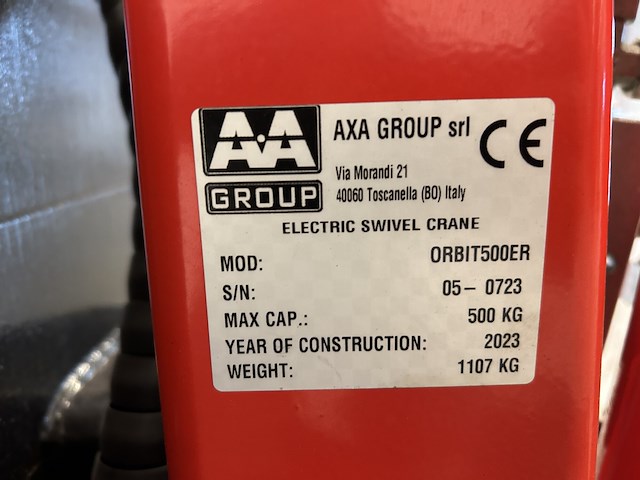 AXA GROUP srl CE
Via Morandi 21
40060 Toscanella (BO) Italy
A·A
GROUP
ELECTRIC SWIVEL CRANE
MOD: ORBIT500ER
S/N: 05- 0723
MAX CAP.: 500 KG
YEAR OF CONSTRUCTION: 2023
WEIGHT: 1107 KG